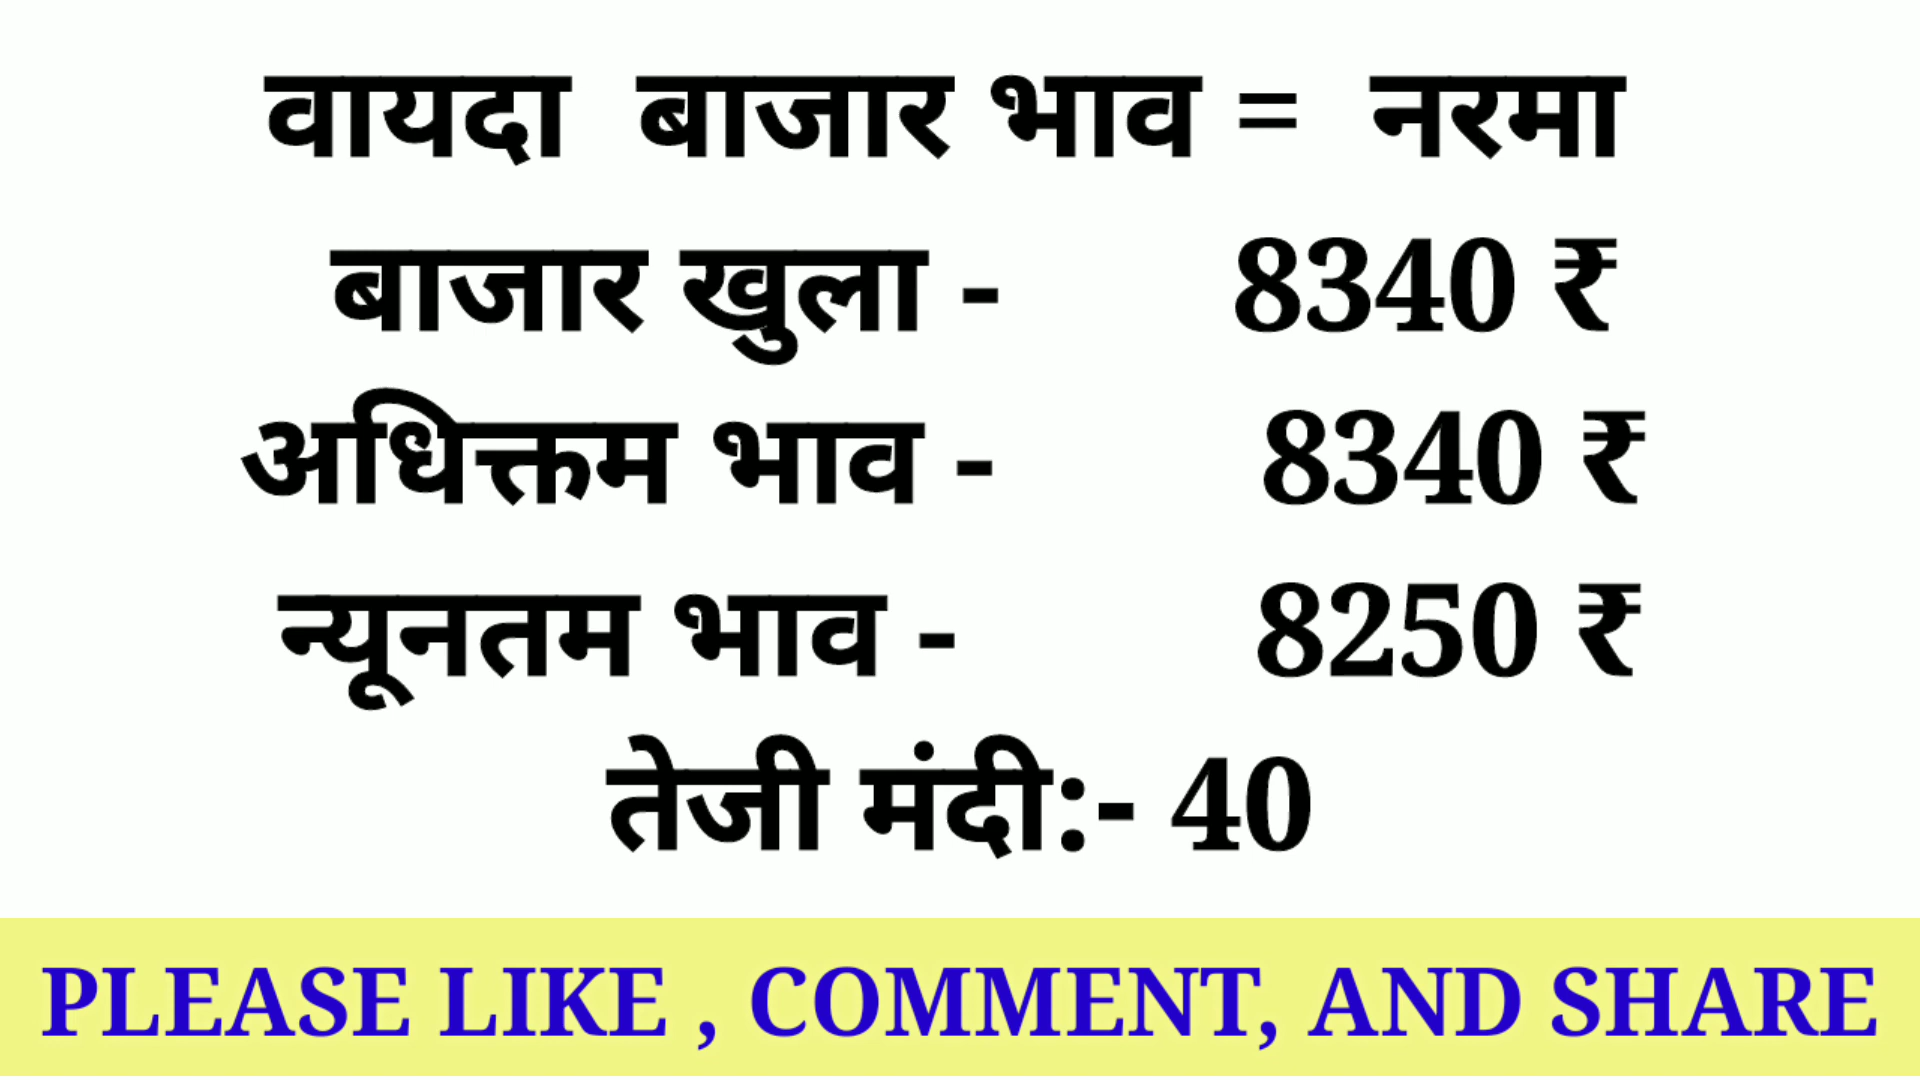 वायदा बाजार भाव = नरमा
बाजार खुला - 8340 ₹
अधिक्तम भाव - 8340 ₹
न्यूनतम भाव - 8250 ₹
तेजी मंदी:- 40
PLEASE LIKE , COMMENT, AND SHARE